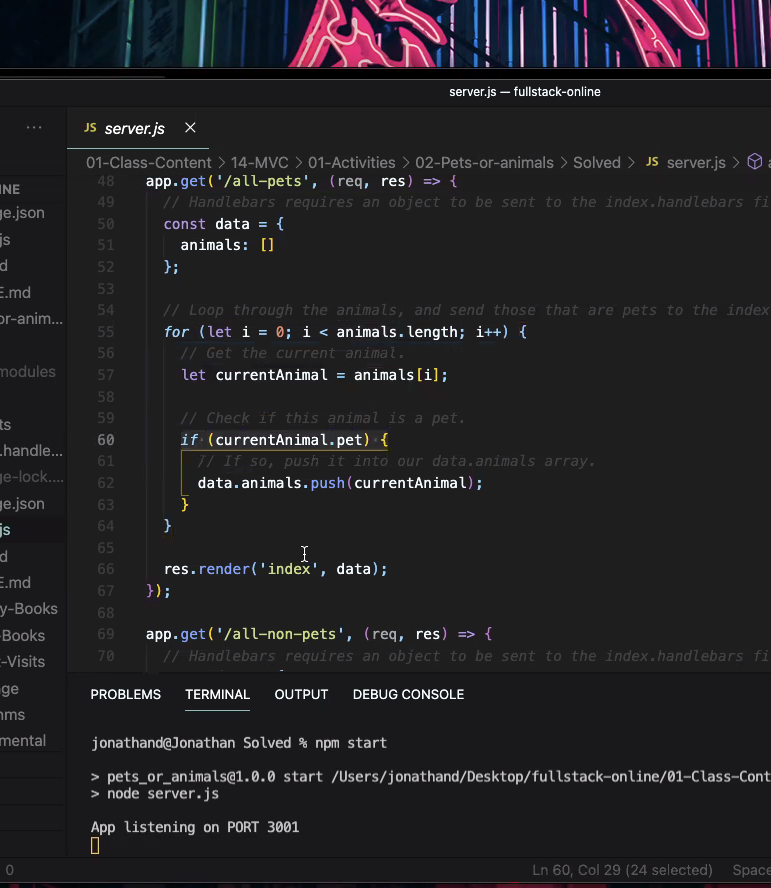 server.js — fullstack-online
...
JS server.js ×
01-Class-Content > 14-MVC > 01-Activities > 02-Pets-or-animals > Solved > JS server.js >
NE
ge.json
js
d
E.md
or-anim...
modules
ts
.handle...
ge-lock....
ge.json
js
d
E.md
y-Books
-Books
t-Visits
ge
hms
mental
48 app.get('/all-pets', (req, res) => {
49 // Handlebars requires an object to be sent to the index.handlebars fi
50 const data = {
51 animals: []
52 };
53
54 // Loop through the animals, and send those that are pets to the index
55 for (let i = 0; i < animals.length; i++) {
56 // Get the current animal.
57 let currentAnimal = animals[i];
58
59 // Check if this animal is a pet.
60 if (currentAnimal.pet) {
61 // If so, push it into our data.animals array.
62 data.animals.push(currentAnimal);
63 }
64 }
65
66 res.render('index', data);
67 });
68
69 app.get('/all-non-pets', (req, res) => {
70 // Handlebars requires an object to be sent to the index.handlebars fi
PROBLEMS TERMINAL OUTPUT DEBUG CONSOLE
jonathand@Jonathan Solved % npm start
> pets_or_animals@1.0.0 start /Users/jonathand/Desktop/fullstack-online/01-Class-Cont
> node server.js
App listening on PORT 3001
0 Ln 60, Col 29 (24 selected) Space